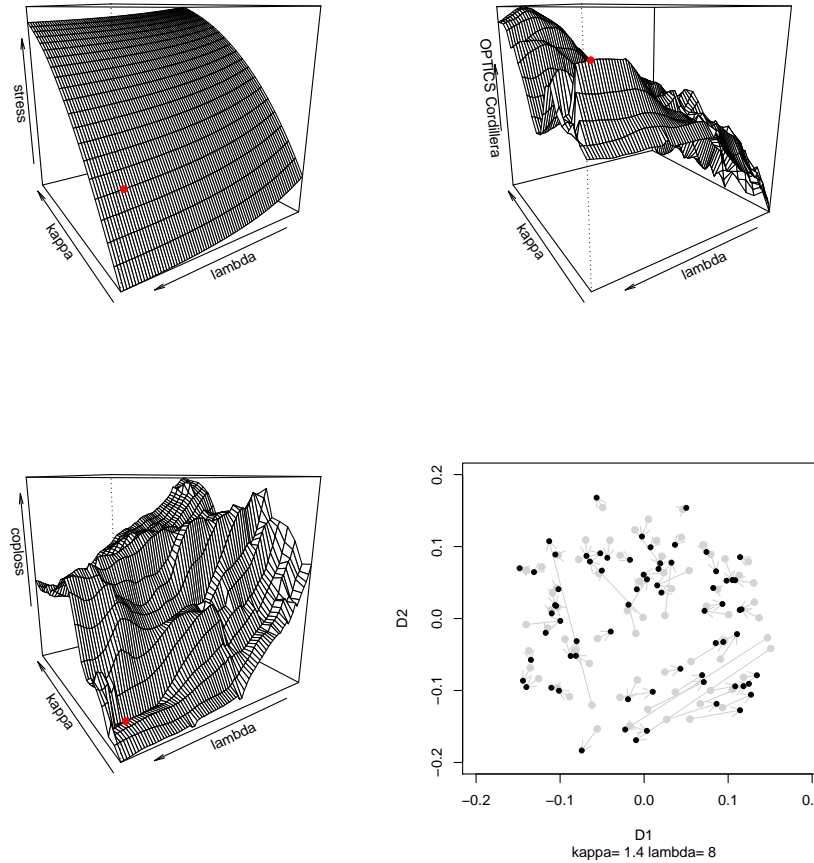 stress
kappa
lambda
OPTICS Cordillera
kappa
lambda
coploss
kappa
lambda
0.2
0.1
0.0
−0.1
−0.2
D2
−0.2
−0.1
0.0
0.1
0.
D1
kappa= 1.4 lambda= 8